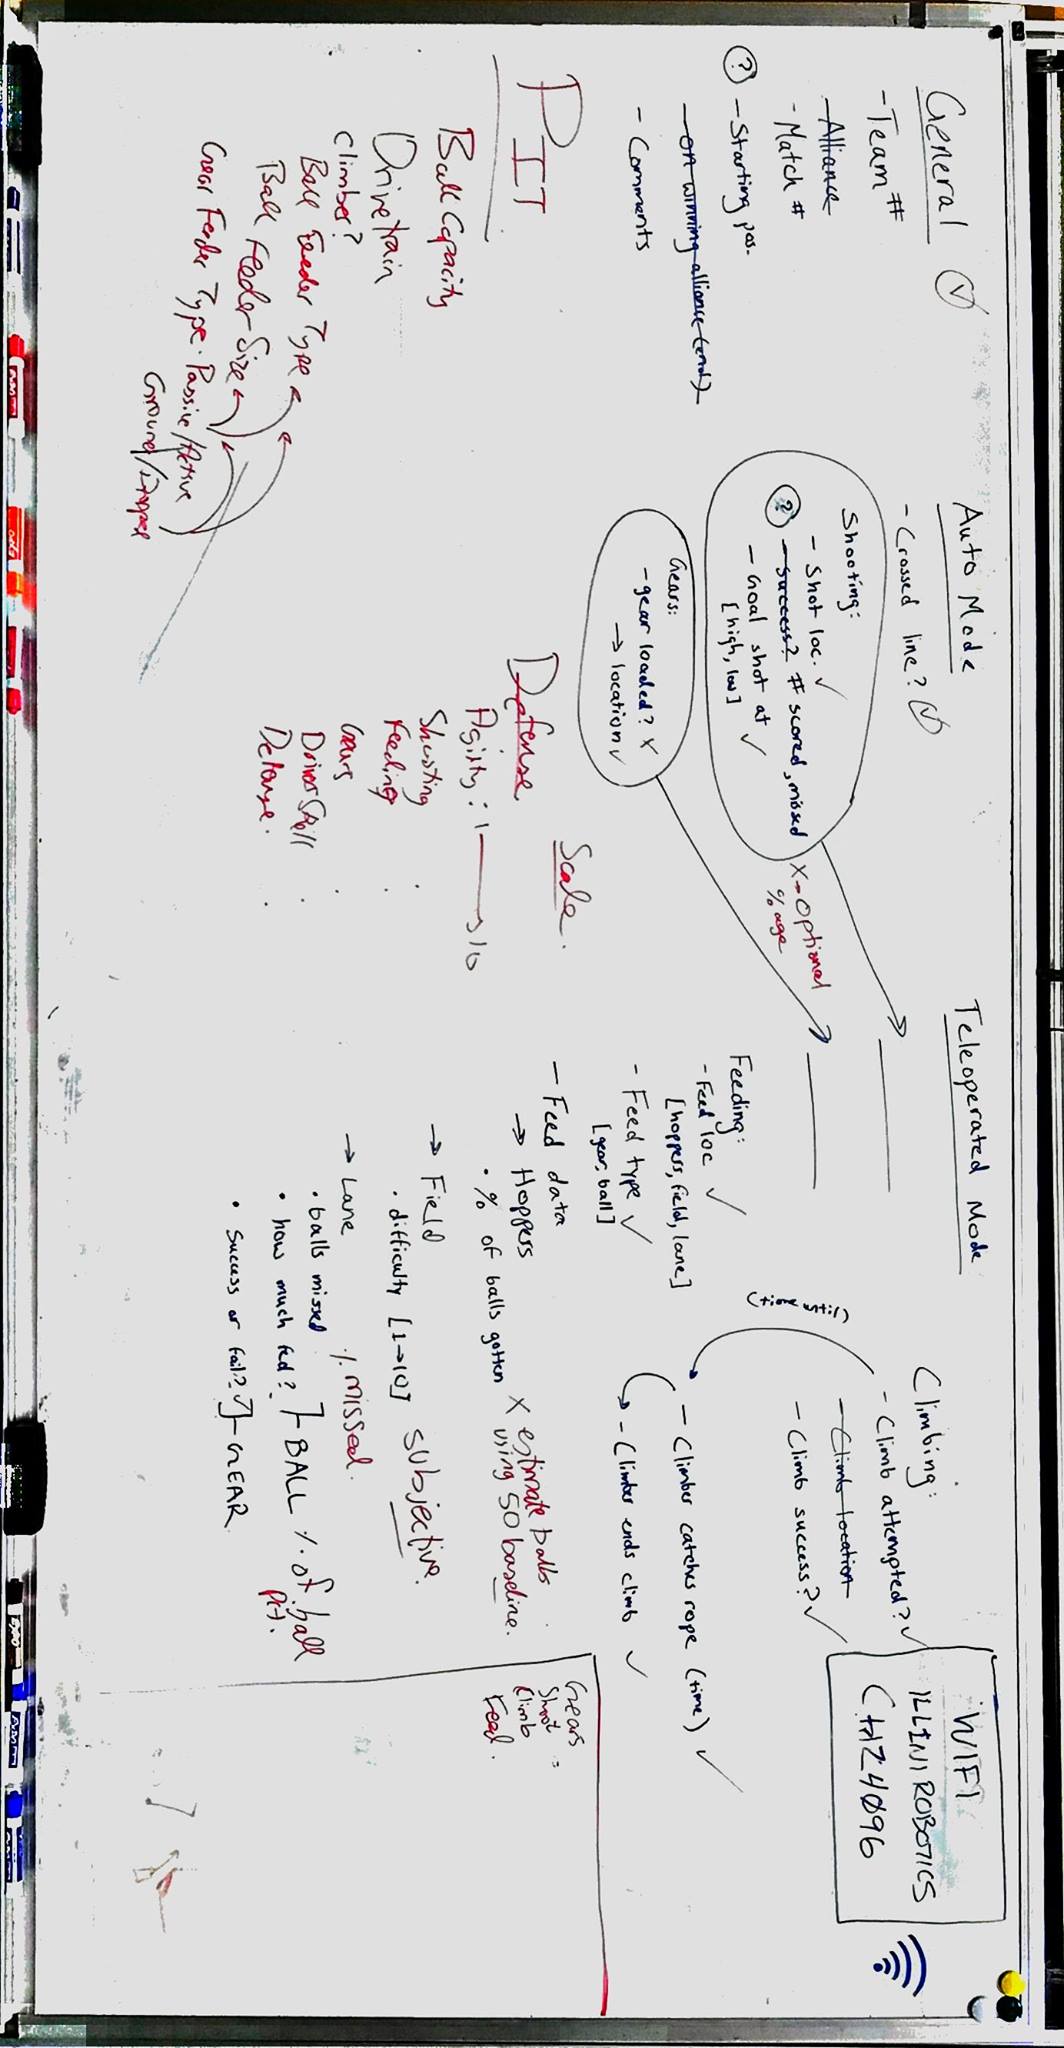 General
- Team #
- Alliance
- Match #
? - Starting pos.
- on winning alliance (end)
- Comments
Auto Mode
- Crossed line?
Shooting:
- Shot loc.
? - Success? # scored, missed
- Goal shot at
[high, low]
X - optional
% age
Gears:
- gear loaded? X
→ location
Teleoperated Mode
Feeding:
- Feed loc
[hoppers, field, lane]
- Feed type
[gear, ball]
- Feed data
→ Hoppers
• % of balls gotten X estimate balls
using 50 baseline.
→ Field
• difficulty [1→10] subjective.
→ Lane
% missed.
• balls missed
• how much fed? ]- BALL % of ball
pit.
• Success or fail? ]- GEAR
Climbing:
- Climb attempted?
- Climb location
- Climb success?
(time until)
- Climber catches rope (time)
- Climber ends climb
WIFI
ILLINI ROBOTICS
4096
Gears
Shoot
Climb
Feed.
PIT
Ball Capacity
Drivetrain
Climber?
Ball Feeder Type
Ball Feeder Size
Gear Feeder Type. Passive/Active
Ground/Dropped
Scale.
Defense
Agility: 1 → 10
Shooting
Feeding
Gears
Driver Skill
Defense.
EXPO